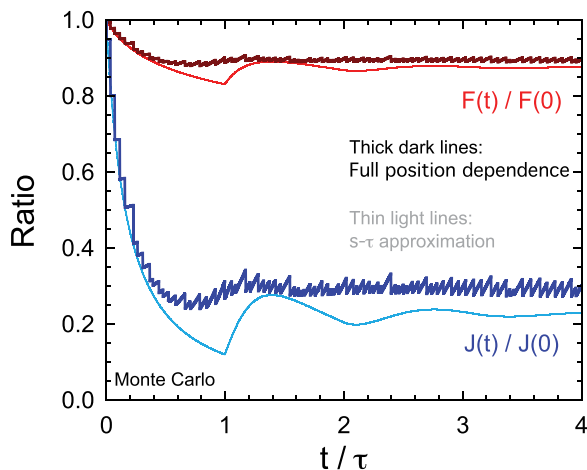 1.0
0.8
0.6
0.4
0.2
0.0
Ratio
F(t) / F(0)
Thick dark lines:
Full position dependence
Thin light lines:
s-τ approximation
J(t) / J(0)
Monte Carlo
0 1 2 3 4
t / τ